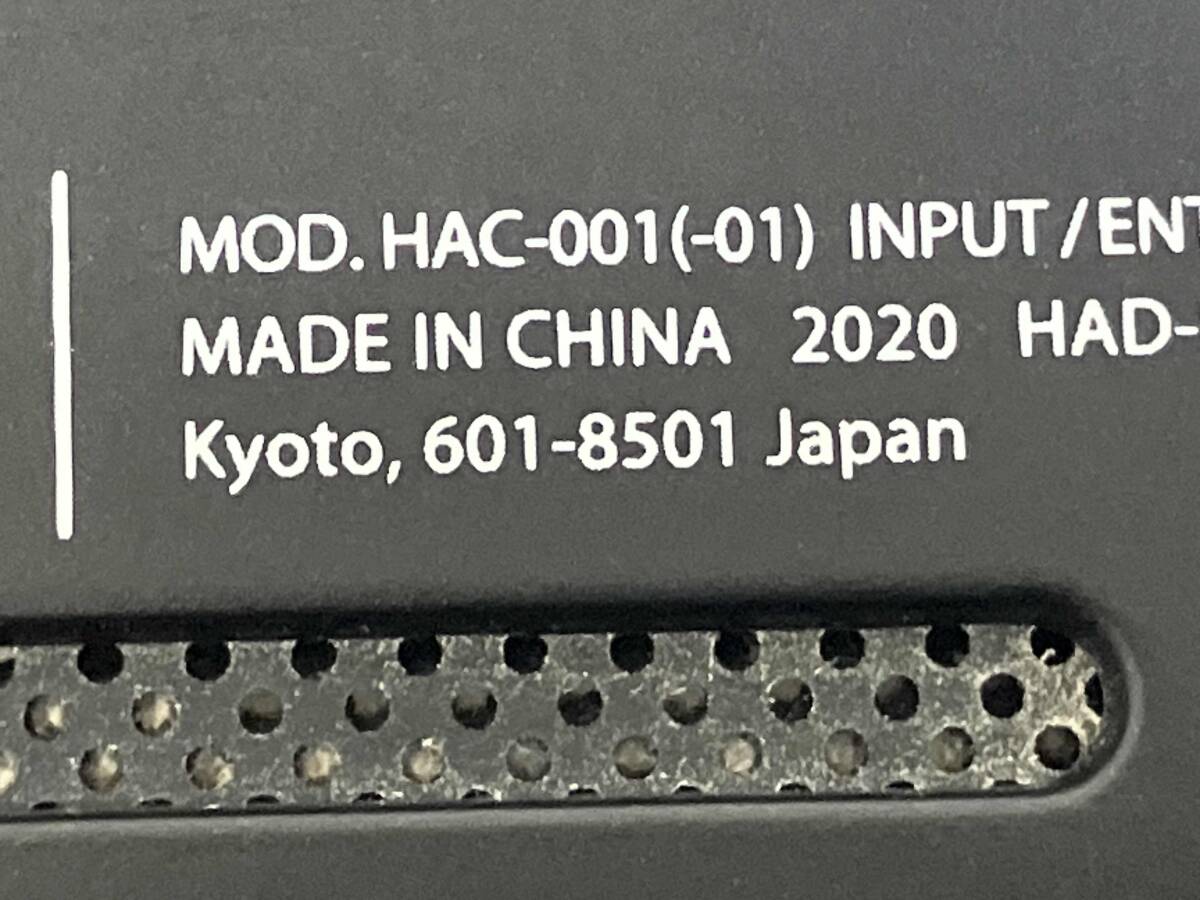 MOD. HAC-001(-01) INPUT/ENT
MADE IN CHINA 2020 HAD-
Kyoto, 601-8501 Japan